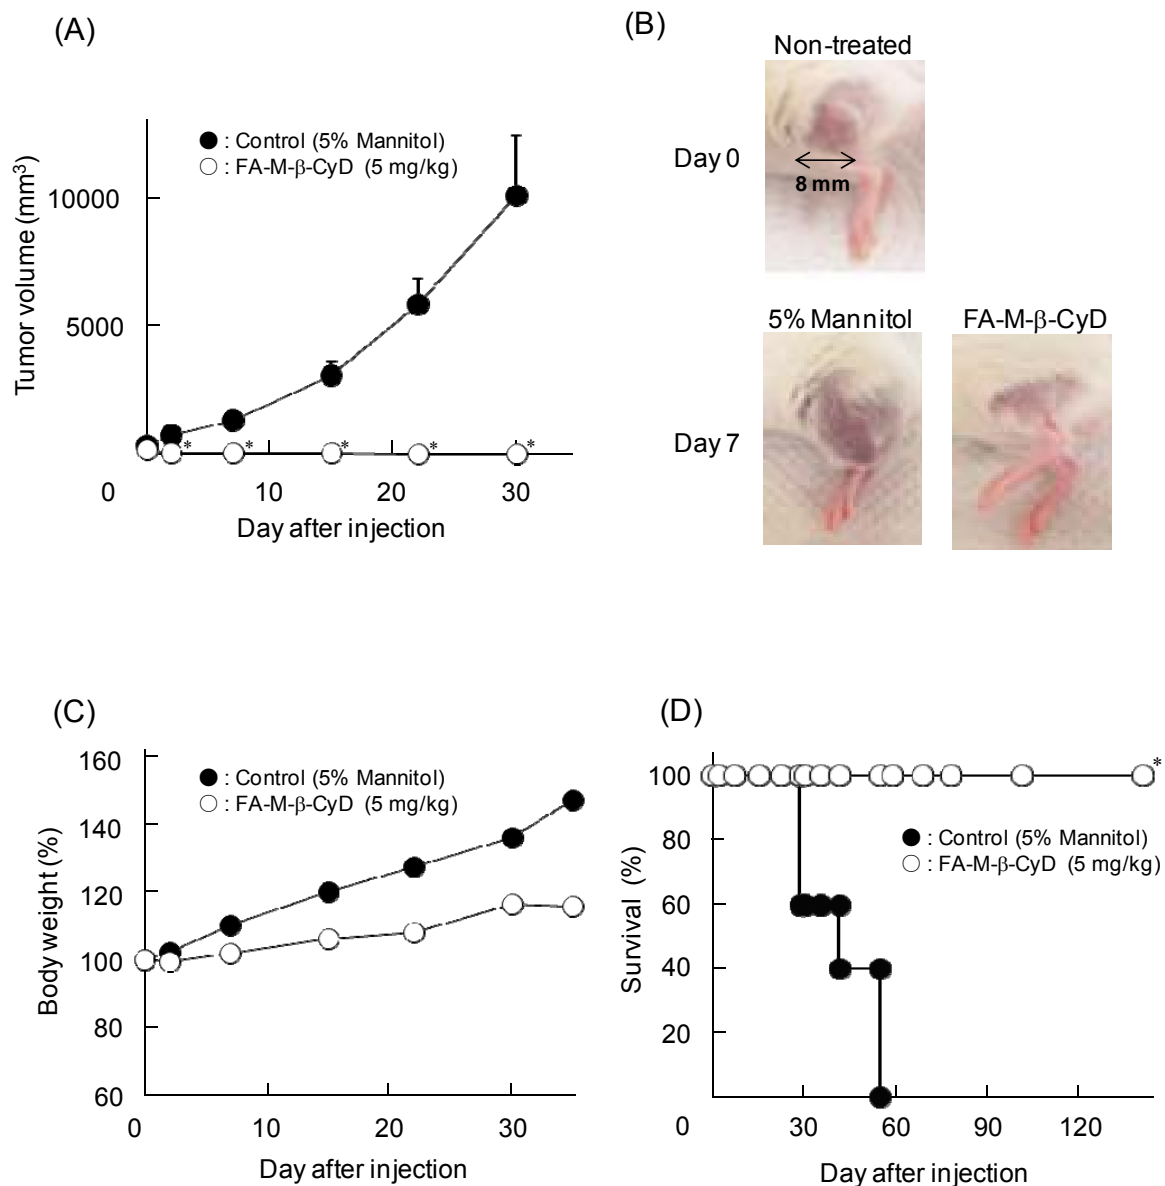 (A)
● : Control (5% Mannitol)
○ : FA-M-β-CyD (5 mg/kg)
Tumor volume (mm³)
10000
5000
* * * * *
0 10 20 30
Day after injection
(B)
Non-treated
Day 0
8 mm
5% Mannitol FA-M-β-CyD
Day 7
(C)
● : Control (5% Mannitol)
○ : FA-M-β-CyD (5 mg/kg)
Body weight (%)
160
140
120
100
80
60
0 10 20 30
Day after injection
(D)
*
● : Control (5% Mannitol)
○ : FA-M-β-CyD (5 mg/kg)
Survival (%)
100
80
60
40
20
0 30 60 90 120
Day after injection